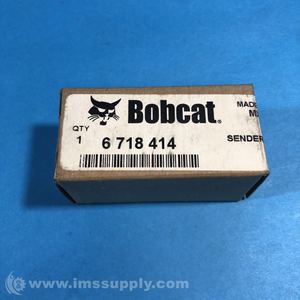 Bobcat.
MADE
QTY
1 6 718 414
SENDER
© www.imssupply.com